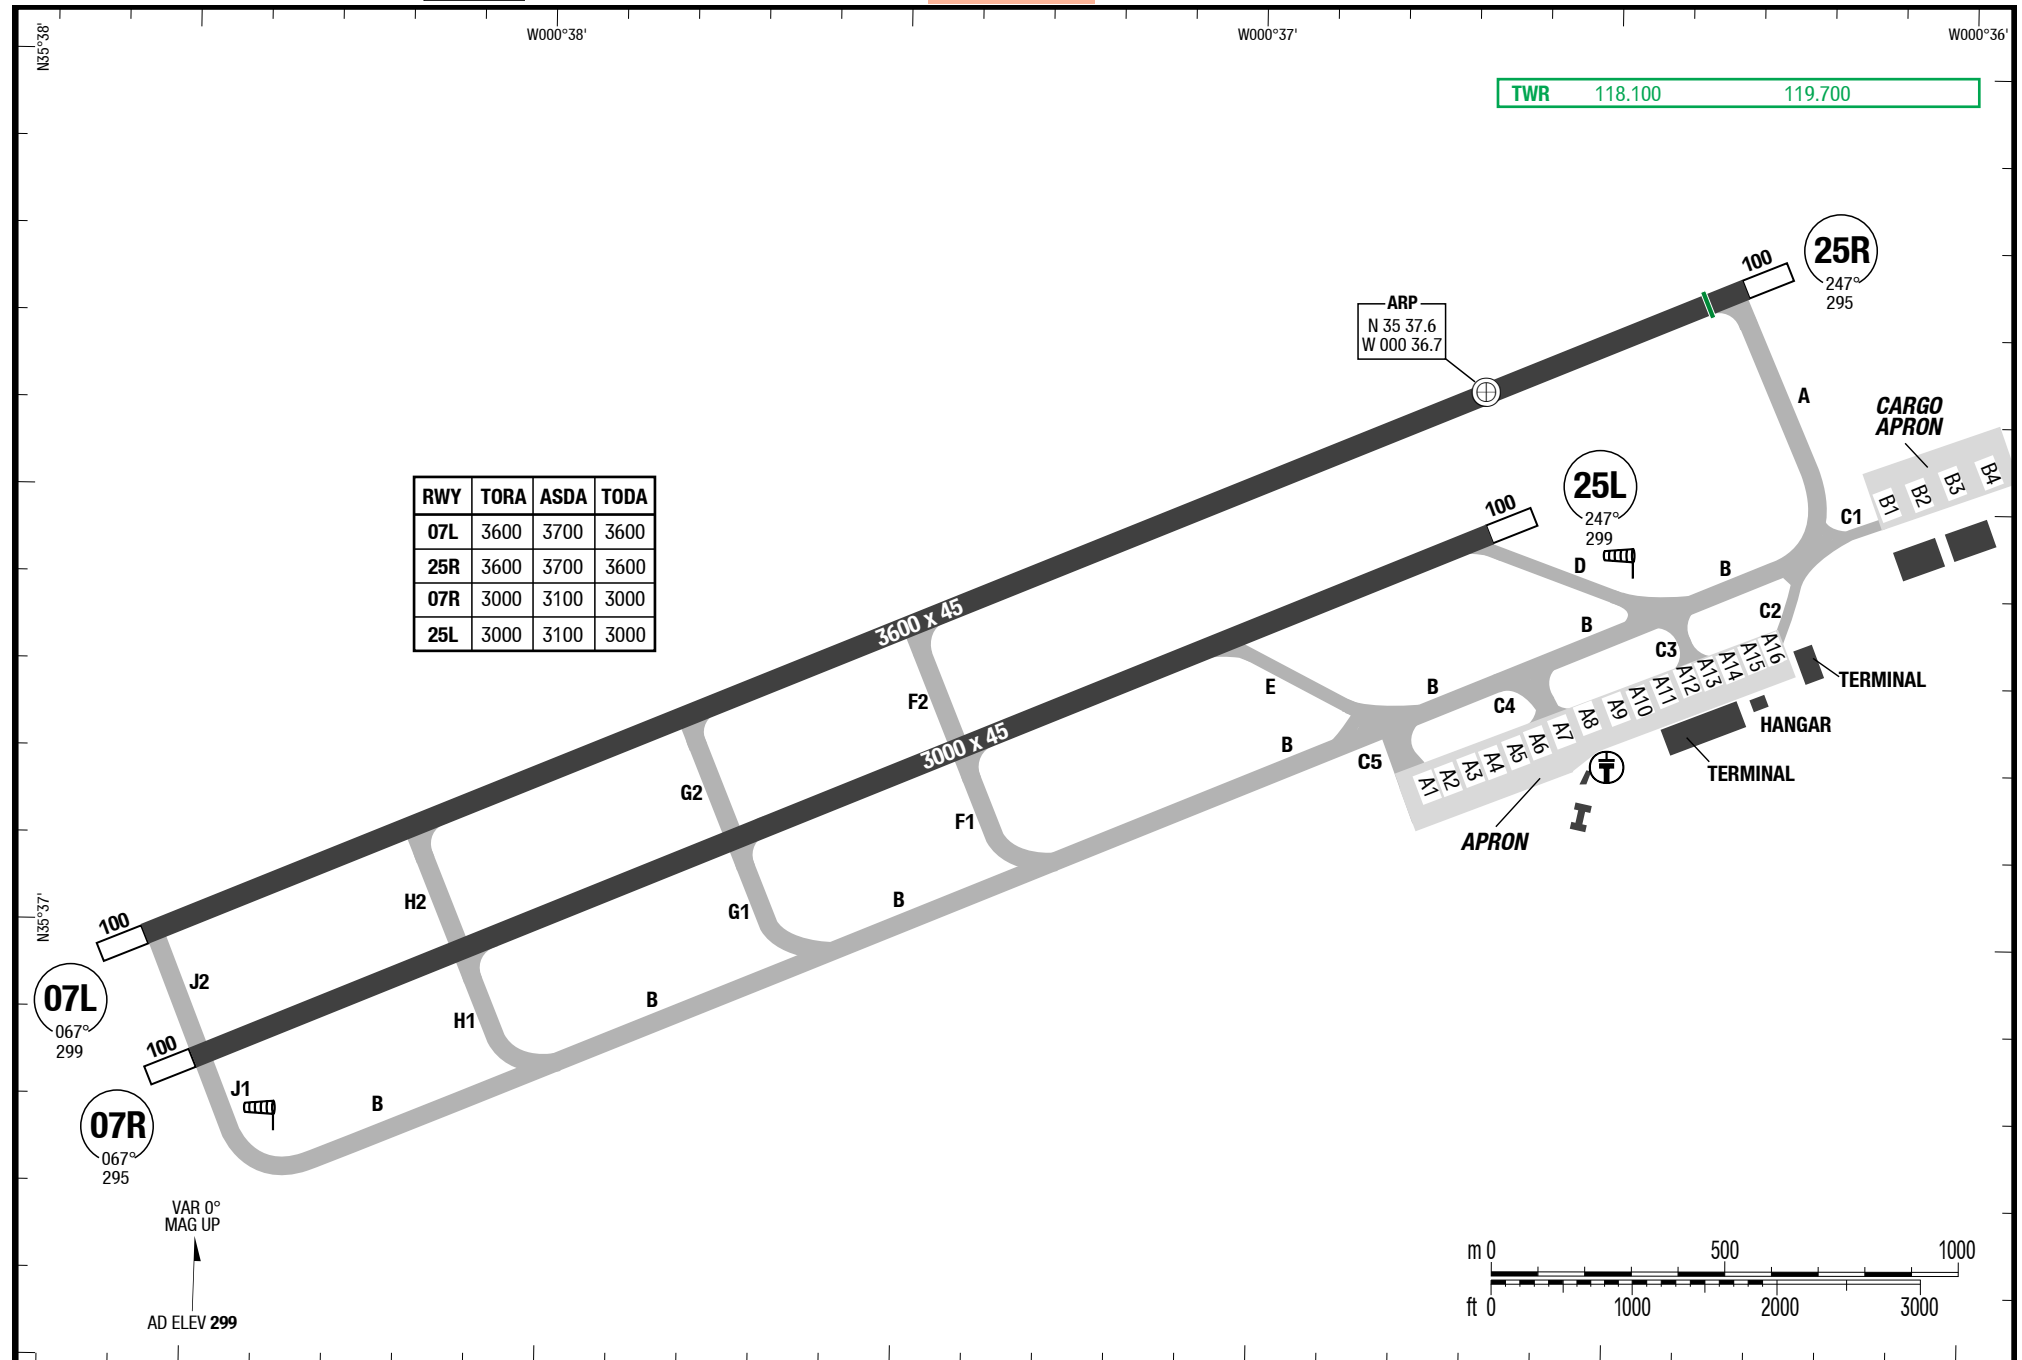 W000°38'
W000°37'
W000°36'
N35°38'
TWR 118.100 119.700
25R
247°
295
100
ARP
N 35 37.6
W 000 36.7
A
CARGO
APRON
B1
B2
B3
B4
C1
25L
247°
299
100
RWY TORA ASDA TODA
07L 3600 3700 3600
25R 3600 3700 3600
07R 3000 3100 3000
25L 3000 3100 3000
D
B
C2
B
C3
3600 x 45
3000 x 45
F2
E
B
C4
B
C5
A1
A2
A3
A4
A5
A6
A7
A8
A9
A10
A11
A12
A13
A14
A15
A16
TERMINAL
HANGAR
TERMINAL
APRON
G2
F1
H2
G1
B
N35°37'
100
J2
07L
067°
299
B
H1
100
J1
B
07R
067°
295
VAR 0°
MAG UP
AD ELEV 299
m 0 500 1000
ft 0 1000 2000 3000